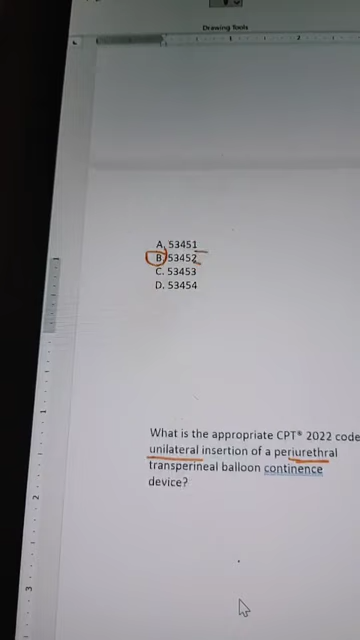 Drawing Tools
A. 53451
B. 53452
C. 53453
D. 53454
What is the appropriate CPT® 2022 code
unilateral insertion of a periurethral
transperineal balloon continence
device?